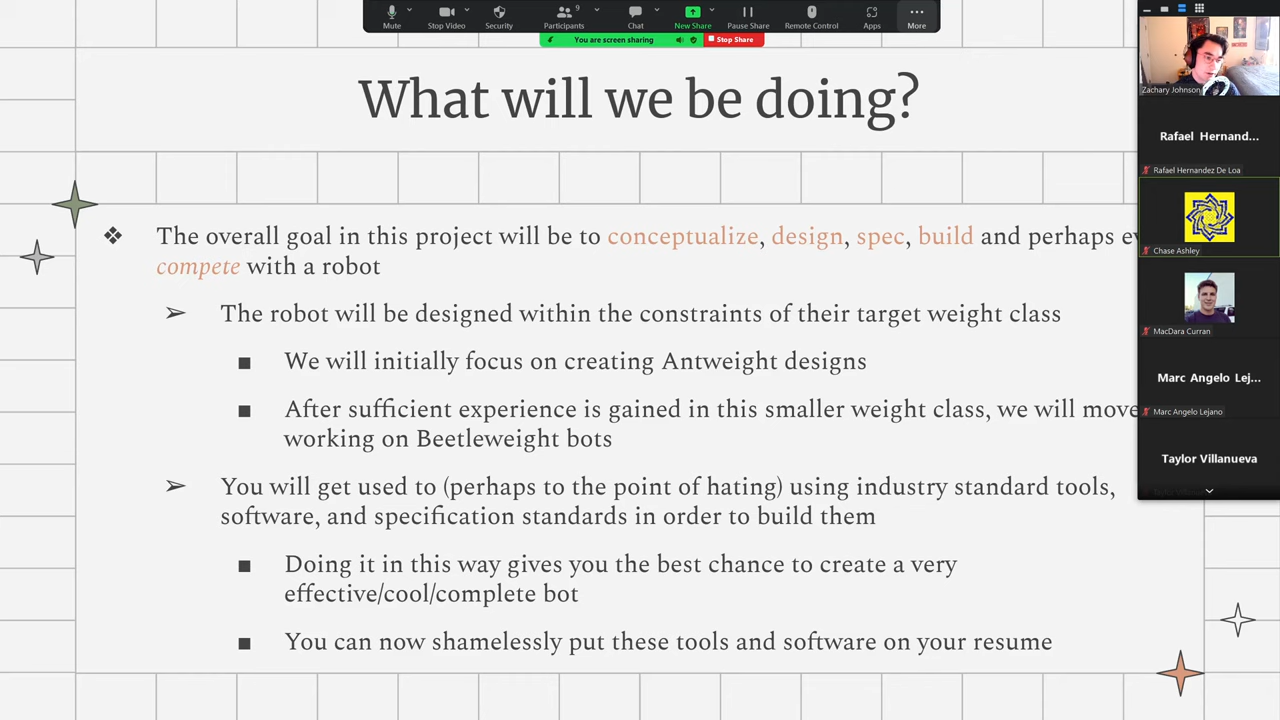 Mute
Stop Video
Security
Participants
9
Chat
New Share
Pause Share
Remote Control
Apps
More
You are screen sharing
Stop Share
What will we be doing?
The overall goal in this project will be to conceptualize, design, spec, build and perhaps ev
compete with a robot
The robot will be designed within the constraints of their target weight class
We will initially focus on creating Antweight designs
After sufficient experience is gained in this smaller weight class, we will move
working on Beetleweight bots
You will get used to (perhaps to the point of hating) using industry standard tools,
software, and specification standards in order to build them
Doing it in this way gives you the best chance to create a very
effective/cool/complete bot
You can now shamelessly put these tools and software on your resume
Zachary Johnson
Rafael Hernand...
Rafael Hernandez De Loa
Chase Ashley
MacDara Curran
Marc Angelo Lej...
Marc Angelo Lejano
Taylor Villanueva